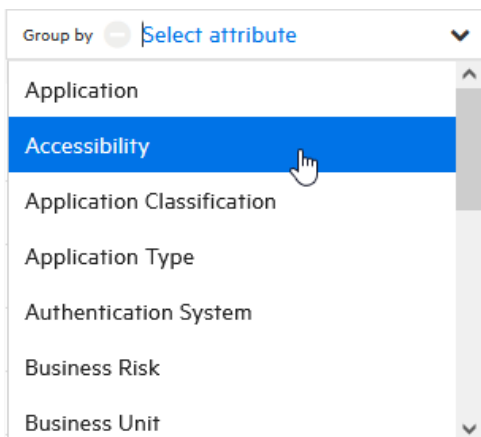 Group by Select attribute
Application
Accessibility
Application Classification
Application Type
Authentication System
Business Risk
Business Unit